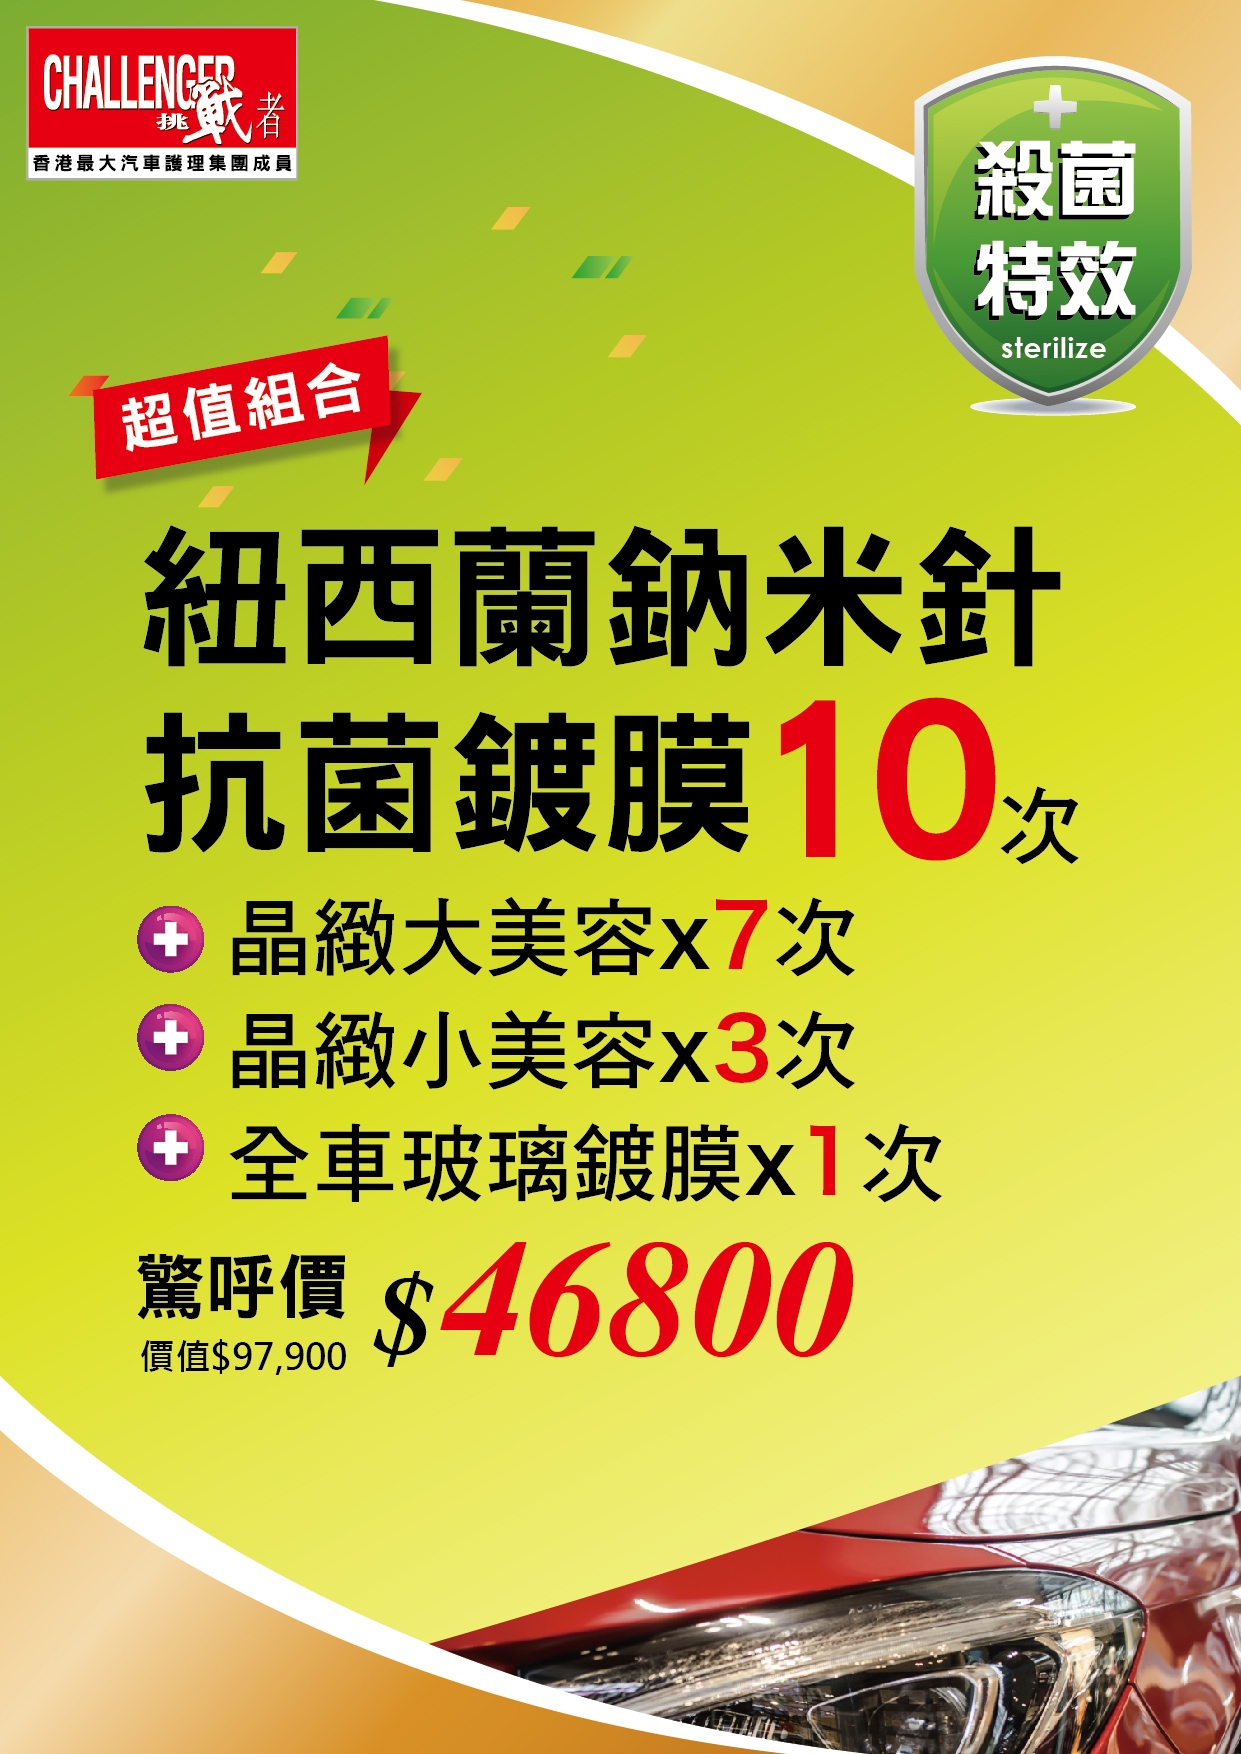 CHALLENGER
挑戰者
香港最大汽車護理集團成員
殺菌
特效
sterilize
超值組合
紐西蘭鈉米針
抗菌鍍膜10次
晶緻大美容x7次
晶緻小美容x3次
全車玻璃鍍膜x1次
驚呼價
價值$97,900
$46800